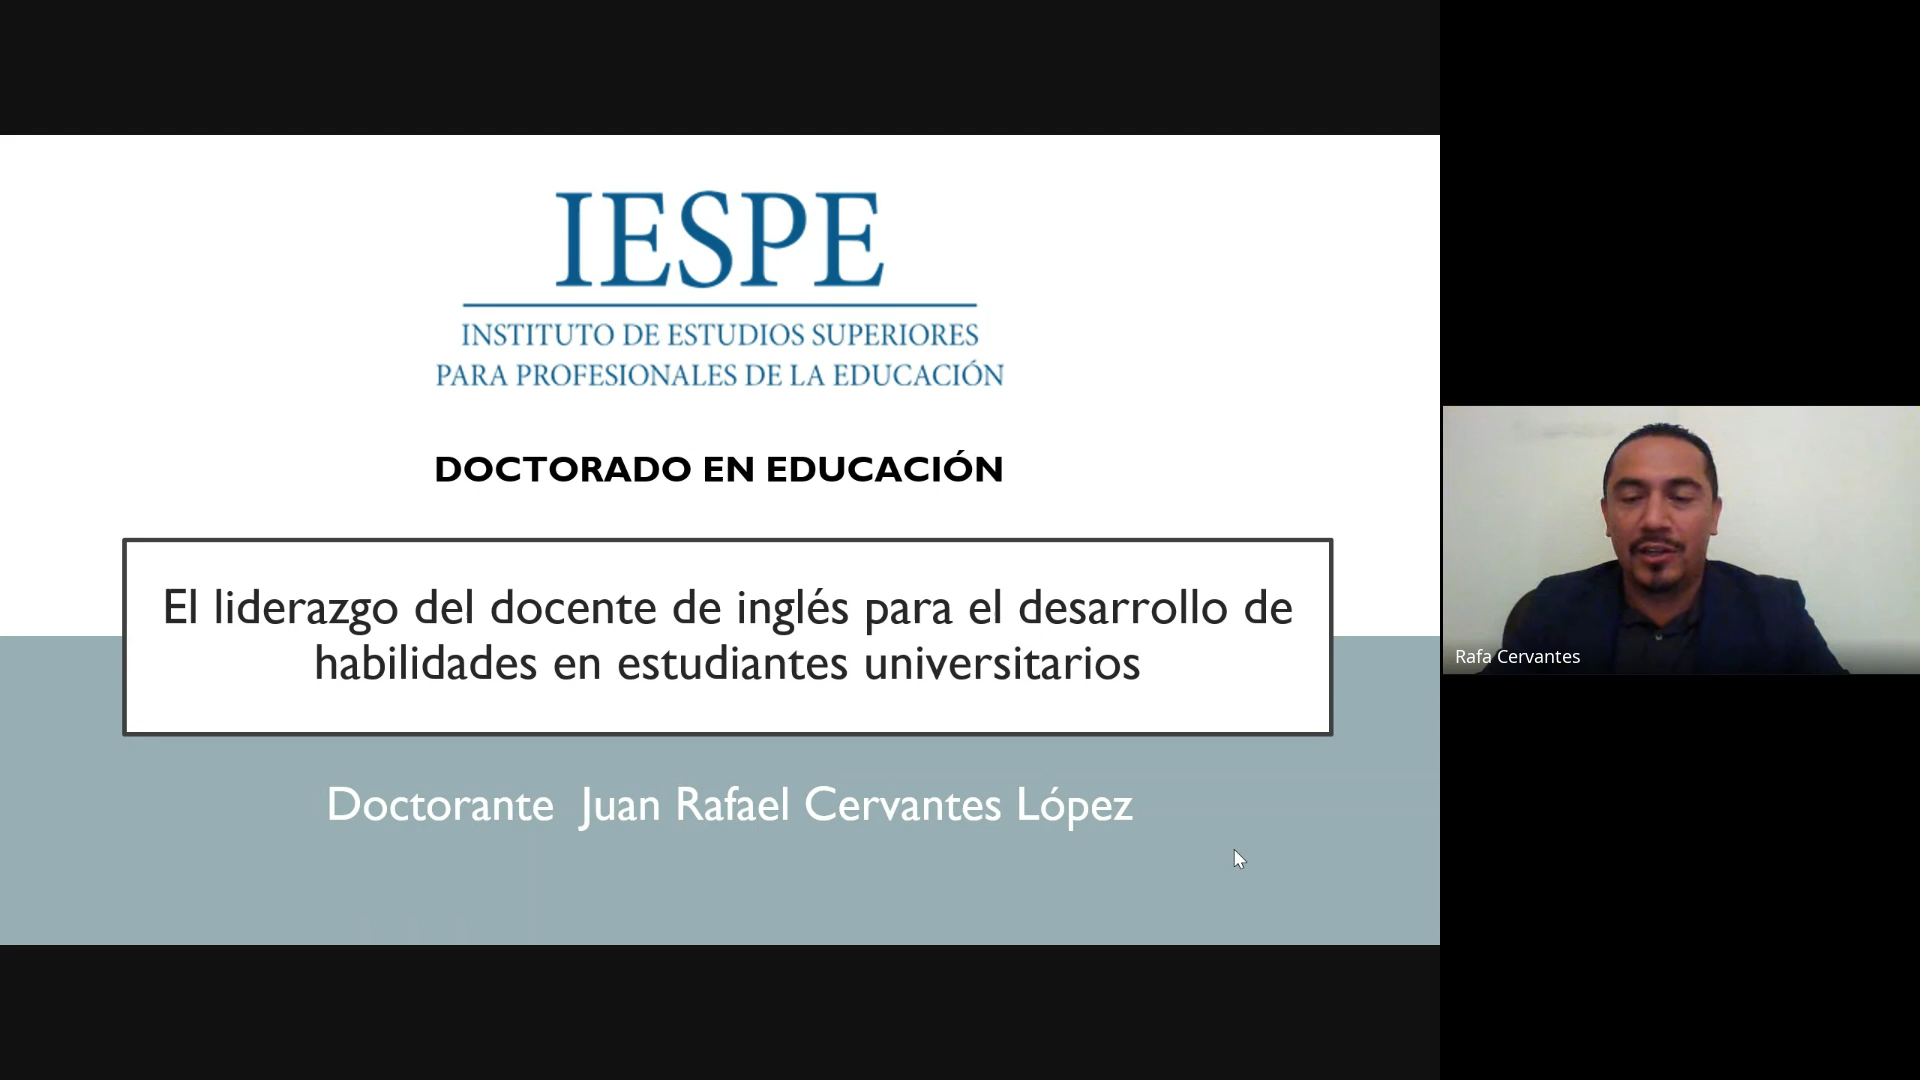 IESPE
INSTITUTO DE ESTUDIOS SUPERIORES
PARA PROFESIONALES DE LA EDUCACIÓN
DOCTORADO EN EDUCACIÓN
El liderazgo del docente de inglés para el desarrollo de
habilidades en estudiantes universitarios
Doctorante Juan Rafael Cervantes López
Rafa Cervantes